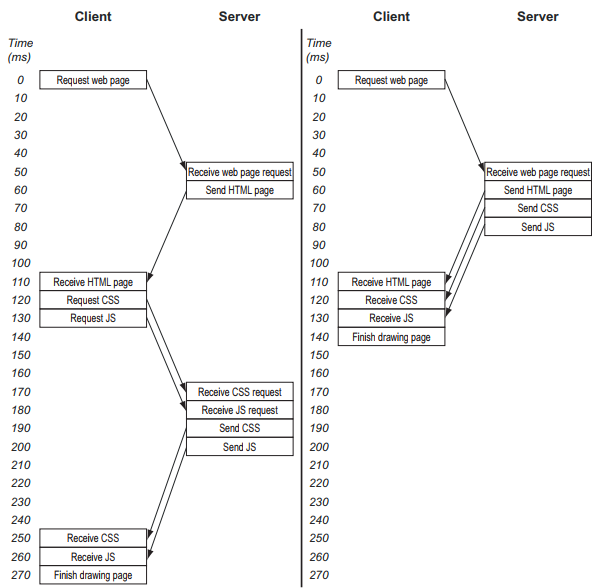 Client Server Client Server
Time Time
(ms) (ms)
0 Request web page 0 Request web page
10 10
20 20
30 30
40 40
50 Receive web page request 50 Receive web page request
60 Send HTML page 60 Send HTML page
70 70 Send CSS
80 80 Send JS
90 90
100 100
110 Receive HTML page 110 Receive HTML page
120 Request CSS 120 Receive CSS
130 Request JS 130 Receive JS
140 140 Finish drawing page
150 150
160 160
170 Receive CSS request 170
180 Receive JS request 180
190 Send CSS 190
200 Send JS 200
210 210
220 220
230 230
240 240
250 Receive CSS 250
260 Receive JS 260
270 Finish drawing page 270